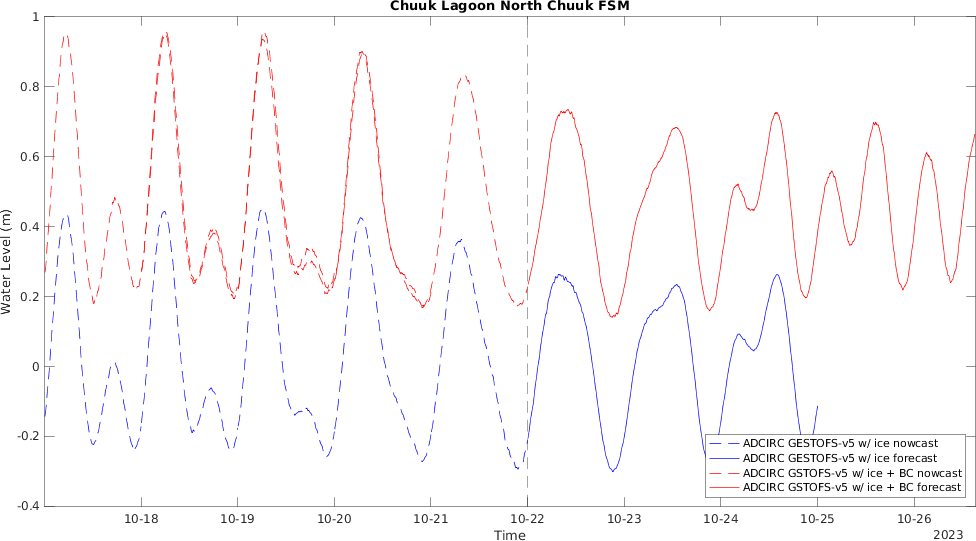 Chuuk Lagoon North Chuuk FSM
1
0.8
0.6
0.4
0.2
0
-0.2
-0.4
Water Level (m)
ADCIRC GESTOFS-v5 w/ ice nowcast
ADCIRC GESTOFS-v5 w/ ice forecast
ADCIRC GSTOFS-v5 w/ ice + BC nowcast
ADCIRC GSTOFS-v5 w/ ice + BC forecast
10-18 10-19 10-20 10-21 10-22 10-23 10-24 10-25 10-26
Time
2023